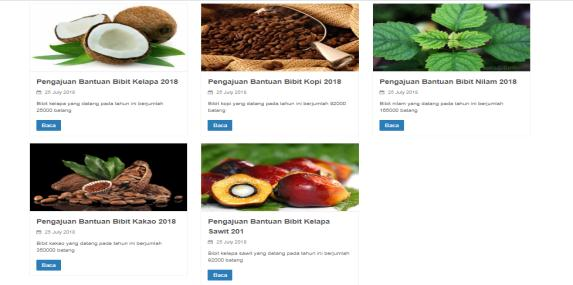 Pengajuan Bantuan Bibit Kelapa 2018
25 July 2018
Bibit kelapa yang datang pada tahun ini berjumlah
25000 batang
Baca
Pengajuan Bantuan Bibit Kopi 2018
25 July 2018
Bibit kopi yang datang pada tahun ini berjumlah 92000
batang
Baca
Pengajuan Bantuan Bibit Nilam 2018
25 July 2018
Bibit nilam yang datang pada tahun ini berjumlah
165000 batang
Baca
Pengajuan Bantuan Bibit Kakao 2018
25 July 2018
Bibit kakao yang datang pada tahun ini berjumlah
350000 batang
Baca
Pengajuan Bantuan Bibit Kelapa
Sawit 201
25 July 2018
Bibit kelapa sawit yang datang pada tahun ini berjumlah
92000 batang
Baca